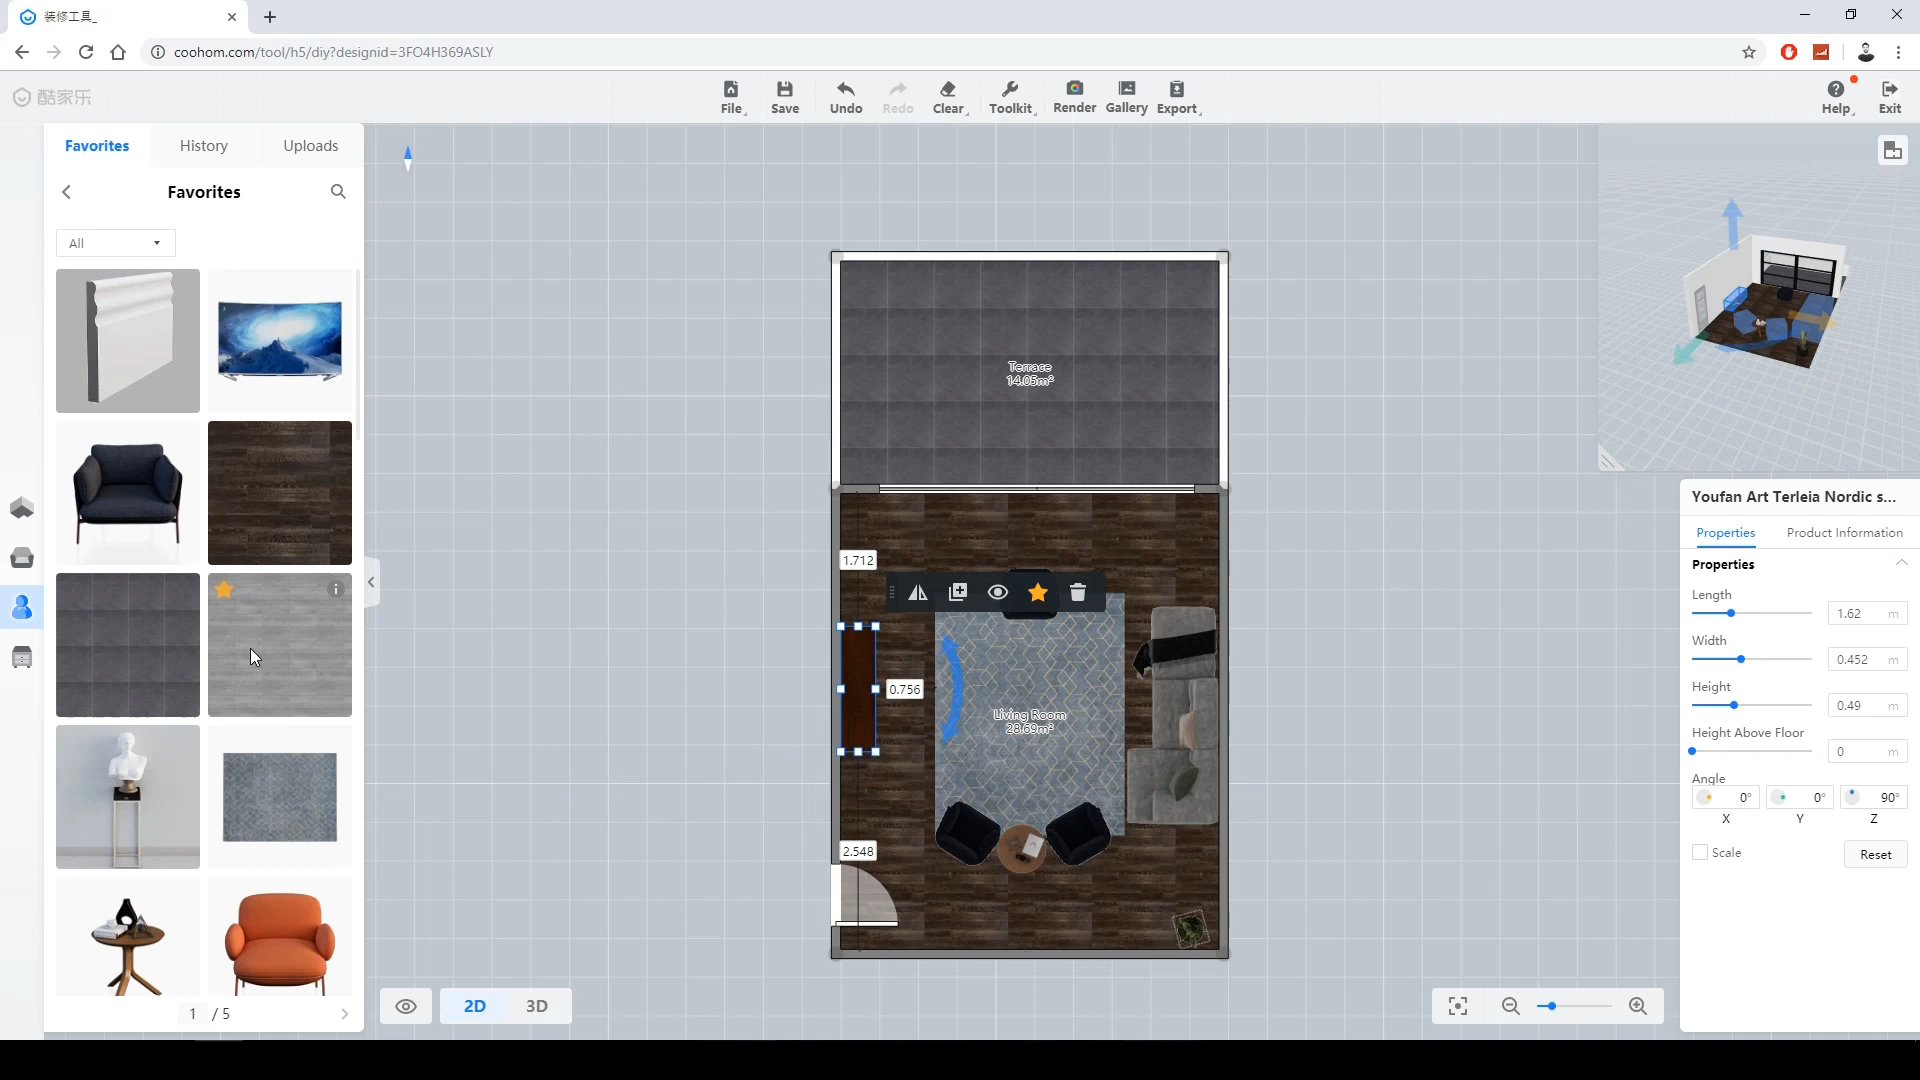 装修工具_
coohom.com/tool/h5/diy?designid=3FO4H369ASLY
酷家乐
File
Save
Undo
Redo
Clear
Toolkit
Render
Gallery
Export
Help
Exit
Favorites
History
Uploads
Favorites
All
1 / 5
Terrace
14.05m²
1.712
0.756
Living Room
28.69m²
2.548
2D
3D
Youfan Art Terleia Nordic s...
Properties
Product Information
Properties
Length
1.62 m
Width
0.452 m
Height
0.49 m
Height Above Floor
0 m
Angle
0° 0° 90°
X Y Z
Scale
Reset